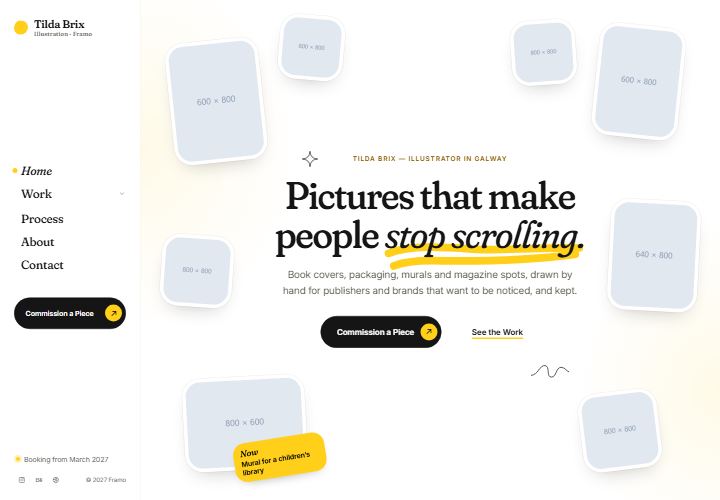 Tilda Brix
Illustration · Framo
Home
Work
Process
About
Contact
Commission a Piece
Booking from March 2027
Bē
© 2027 Framo
600 × 800
800 × 800
800 × 800
600 × 800
TILDA BRIX — ILLUSTRATOR IN GALWAY
Pictures that make
people stop scrolling.
Book covers, packaging, murals and magazine spots, drawn by
hand for publishers and brands that want to be noticed, and kept.
Commission a Piece
See the Work
800 × 800
640 × 800
800 × 600
Now
Mural for a children's
library
800 × 800